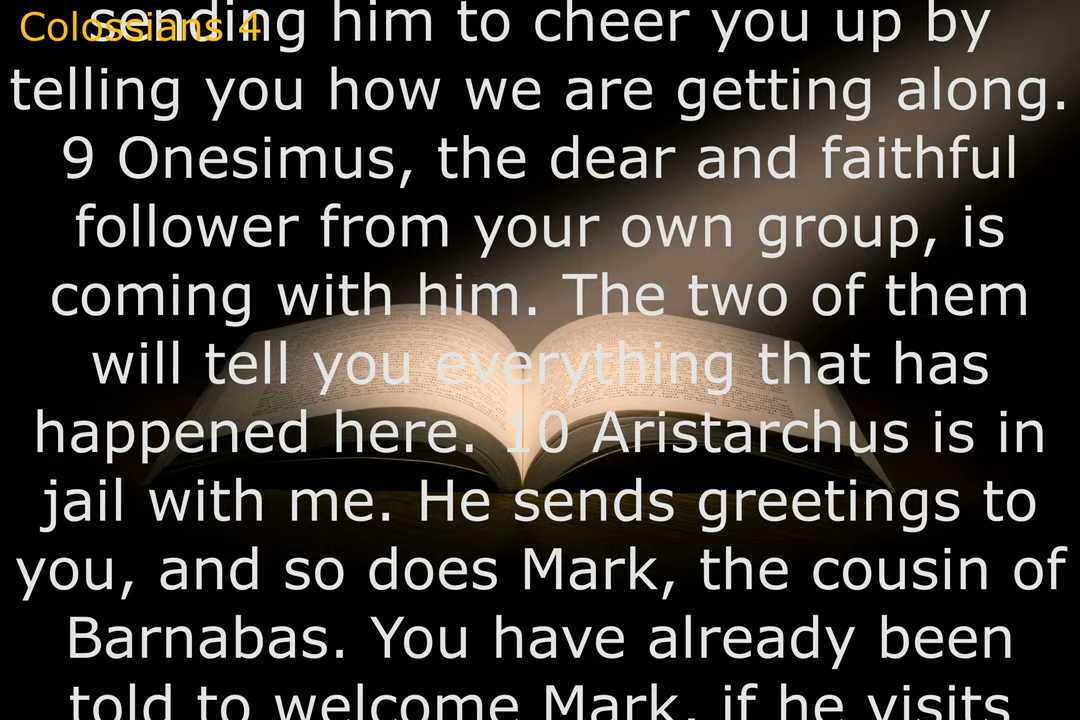 Colossians 4
sending him to cheer you up by
telling you how we are getting along.
9 Onesimus, the dear and faithful
follower from your own group, is
coming with him. The two of them
will tell you everything that has
happened here. 10 Aristarchus is in
jail with me. He sends greetings to
you, and so does Mark, the cousin of
Barnabas. You have already been
told to welcome Mark, if he visits